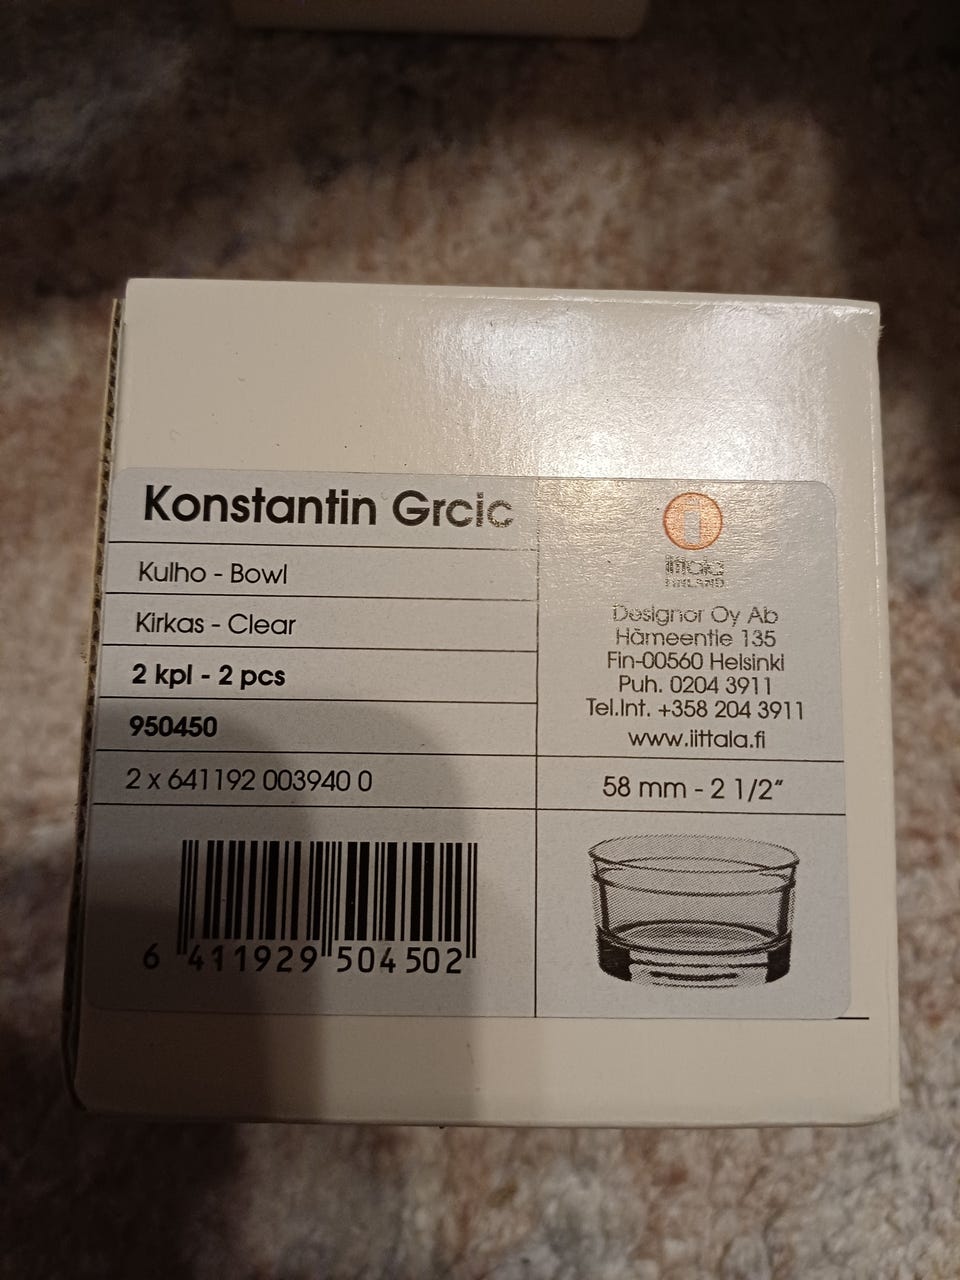 Konstantin Grcic
Kulho - Bowl
Kirkas - Clear
2 kpl - 2 pcs
950450
2 x 641192 003940 0
6 411929 504502
iittala
FINLAND
Designor Oy Ab
Hämeentie 135
Fin-00560 Helsinki
Puh. 0204 3911
Tel.Int. +358 204 3911
www.iittala.fi
58 mm - 2 1/2"